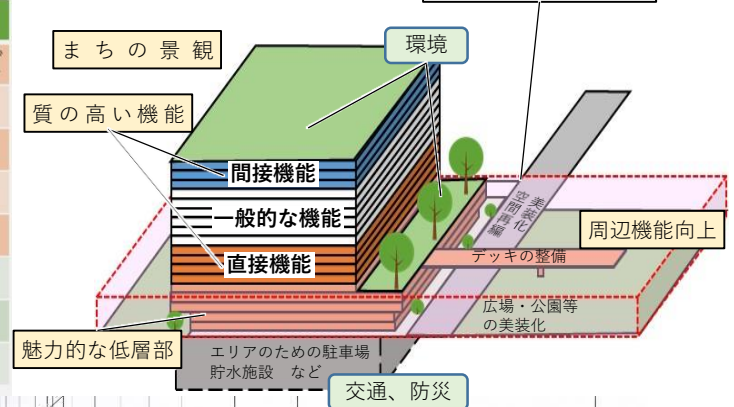 まちの景観
環境
質の高い機能
間接機能
一般的な機能
直接機能
美装化
空間再編
周辺機能向上
デッキの整備
広場・公園等
の美装化
魅力的な低層部
エリアのための駐車場
貯水施設　など
交通、防災